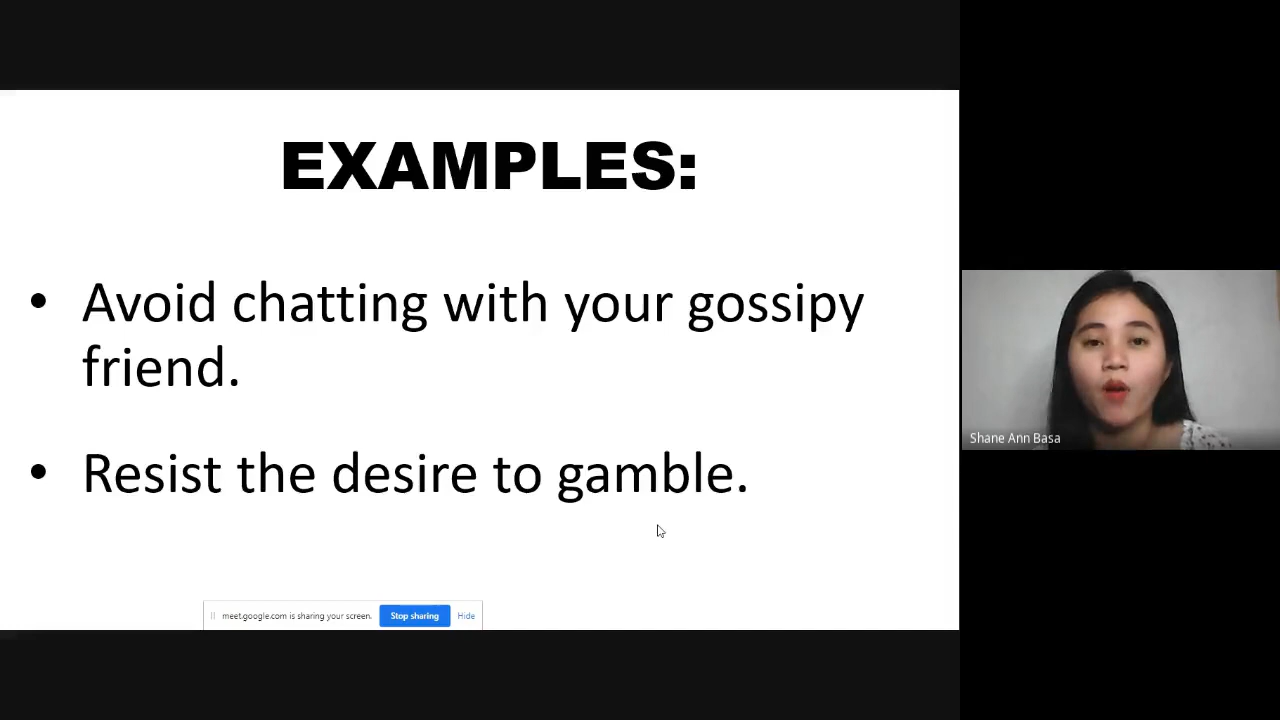 EXAMPLES:
• Avoid chatting with your gossipy
friend.
• Resist the desire to gamble.
Shane Ann Basa
meet.google.com is sharing your screen. Stop sharing Hide